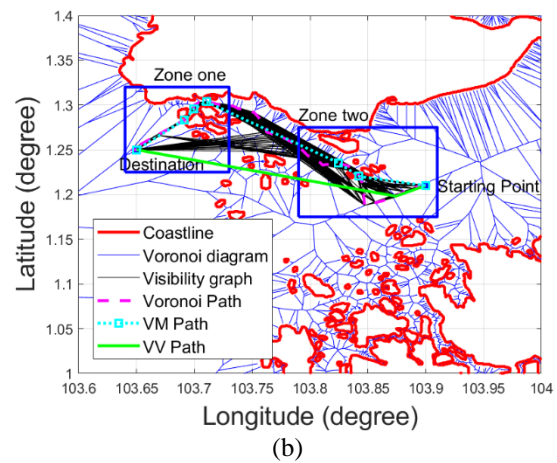 1.4
1.35
1.3
1.25
1.2
1.15
1.1
1.05
1
Latitude (degree)
Zone one
Zone two
Destination
Starting Point
Coastline
Voronoi diagram
Visibility graph
Voronoi Path
VM Path
VV Path
103.6 103.65 103.7 103.75 103.8 103.85 103.9 103.95 104
Longitude (degree)
(b)